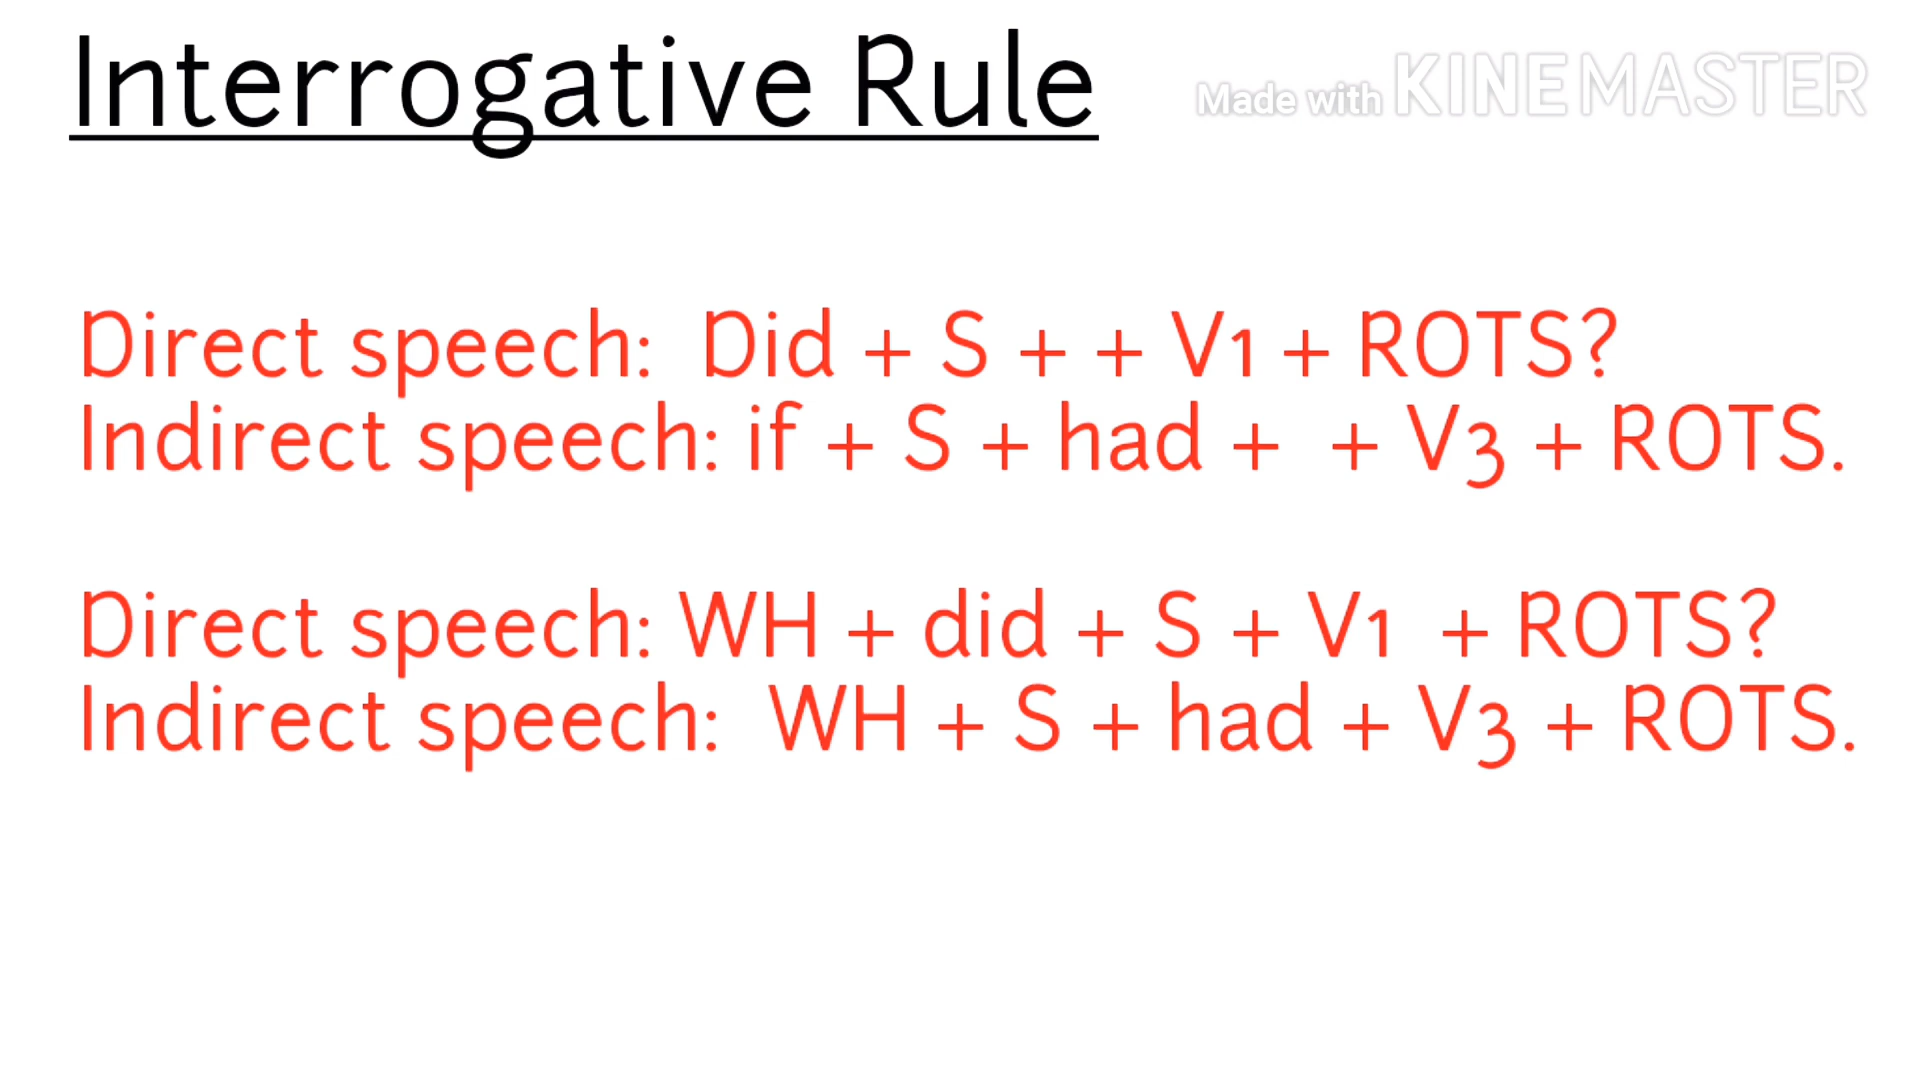 Interrogative Rule
Made with KINEMASTER
Direct speech: Did + S + + V1 + ROTS?
Indirect speech: if + S + had + + V3 + ROTS.
Direct speech: WH + did + S + V1 + ROTS?
Indirect speech: WH + S + had + V3 + ROTS.